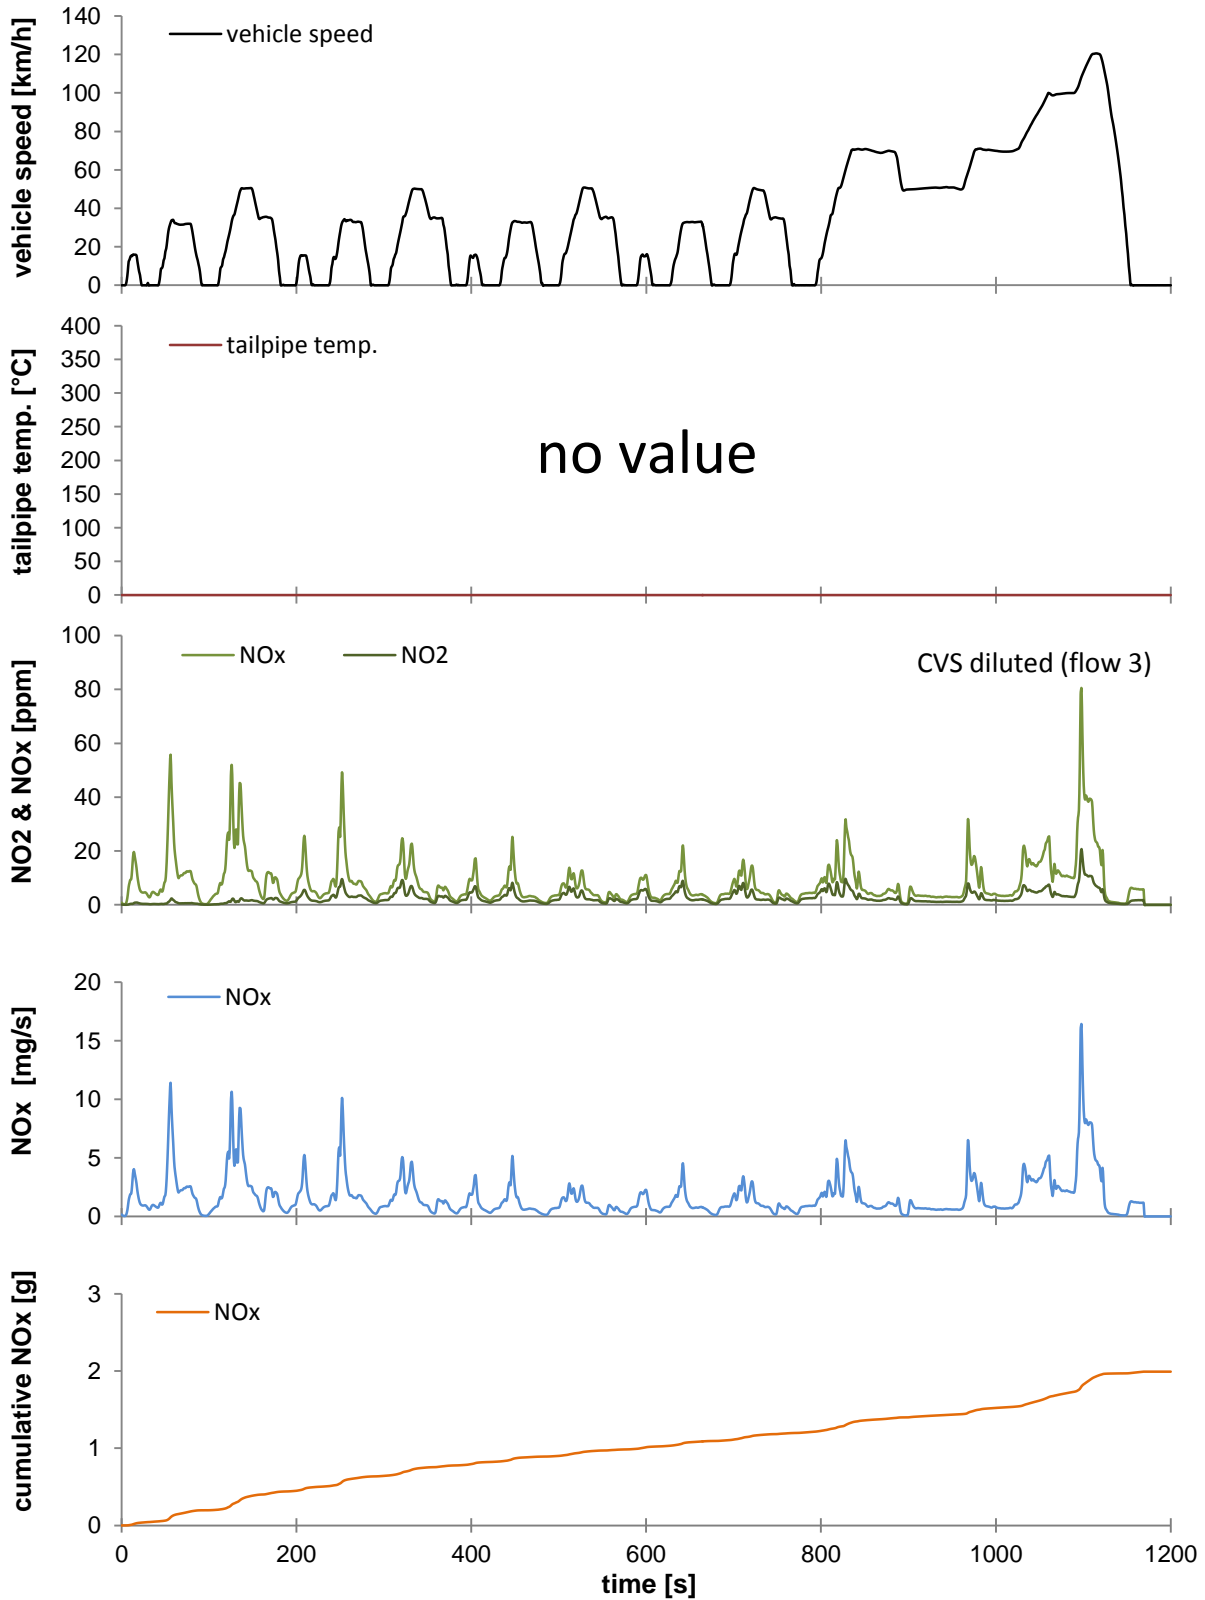 vehicle speed [km/h]
140
120
100
80
60
40
20
0
vehicle speed
tailpipe temp. [°C]
400
350
300
250
200
150
100
50
0
tailpipe temp.
no value
NO2 & NOx [ppm]
100
80
60
40
20
0
NOx
NO2
CVS diluted (flow 3)
NOx [mg/s]
20
15
10
5
0
NOx
cumulative NOx [g]
3
2
1
0
NOx
0 200 400 600 800 1000 1200
time [s]